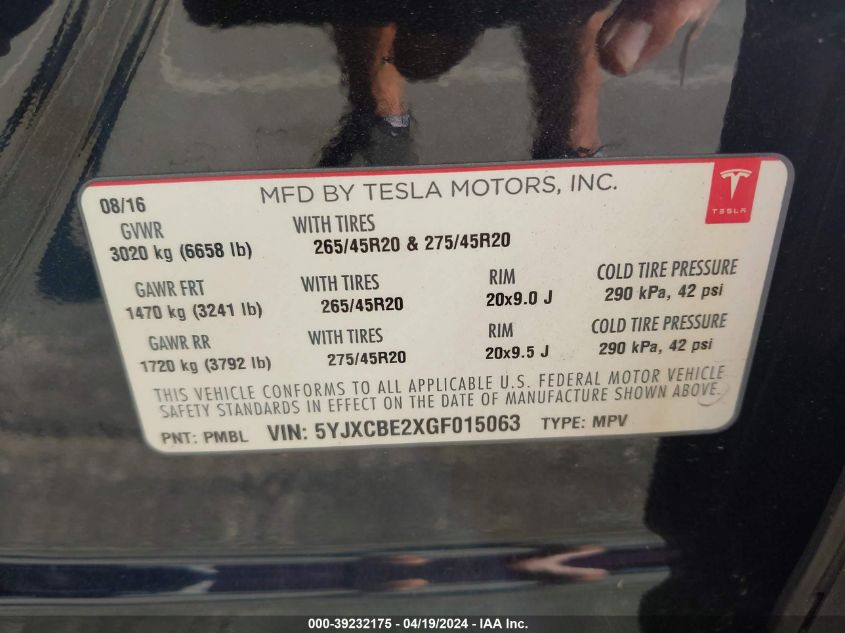 MFD BY TESLA MOTORS, INC.
TESLA
08/16
GVWR
3020 kg (6658 lb)
WITH TIRES
265/45R20 & 275/45R20
GAWR FRT
1470 kg (3241 lb)
WITH TIRES
265/45R20
RIM
20x9.0 J
COLD TIRE PRESSURE
290 kPa, 42 psi
GAWR RR
1720 kg (3792 lb)
WITH TIRES
275/45R20
RIM
20x9.5 J
COLD TIRE PRESSURE
290 kPa, 42 psi
THIS VEHICLE CONFORMS TO ALL APPLICABLE U.S. FEDERAL MOTOR VEHICLE
SAFETY STANDARDS IN EFFECT ON THE DATE OF MANUFACTURE SHOWN ABOVE.
PNT: PMBL VIN: 5YJXCBE2XGF015063 TYPE: MPV
000-39232175 - 04/19/2024 - IAA Inc.